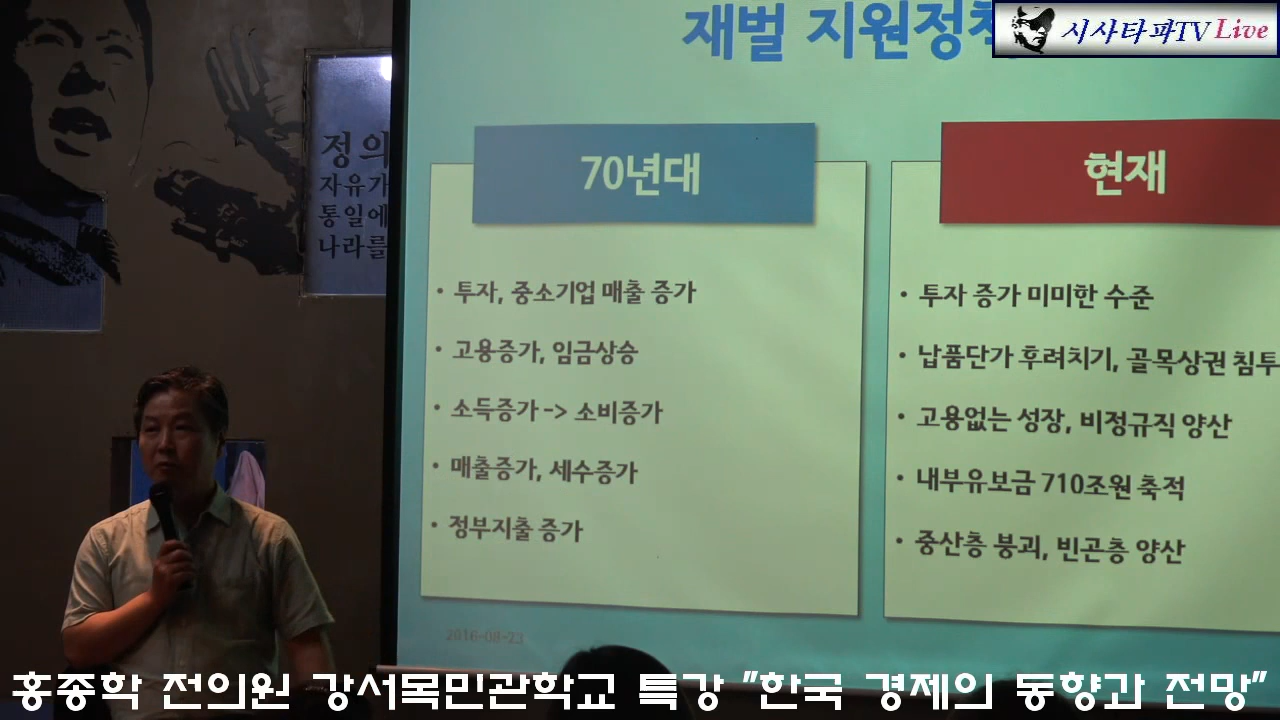 재벌 지원정책
시사타파TV Live
정의
자유가
통일에
나라를
70년대
• 투자, 중소기업 매출 증가
• 고용증가, 임금상승
• 소득증가 -> 소비증가
• 매출증가, 세수증가
• 정부지출 증가
현재
• 투자 증가 미미한 수준
• 납품단가 후려치기, 골목상권 침투
• 고용없는 성장, 비정규직 양산
• 내부유보금 710조원 축적
• 중산층 붕괴, 빈곤층 양산
2016-08-23
홍종학 전의원 강서목민관학교 특강 "한국 경제의 동향과 전망"